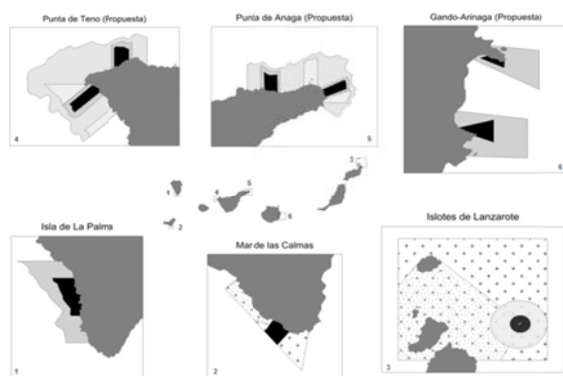 Punta de Teno (Propuesta)
Punta de Anaga (Propuesta)
Gando-Arinaga (Propuesta)
4
5
6
3
5
1
4
6
2
Isla de La Palma
Mar de las Calmas
Islotes de Lanzarote
1
2
3